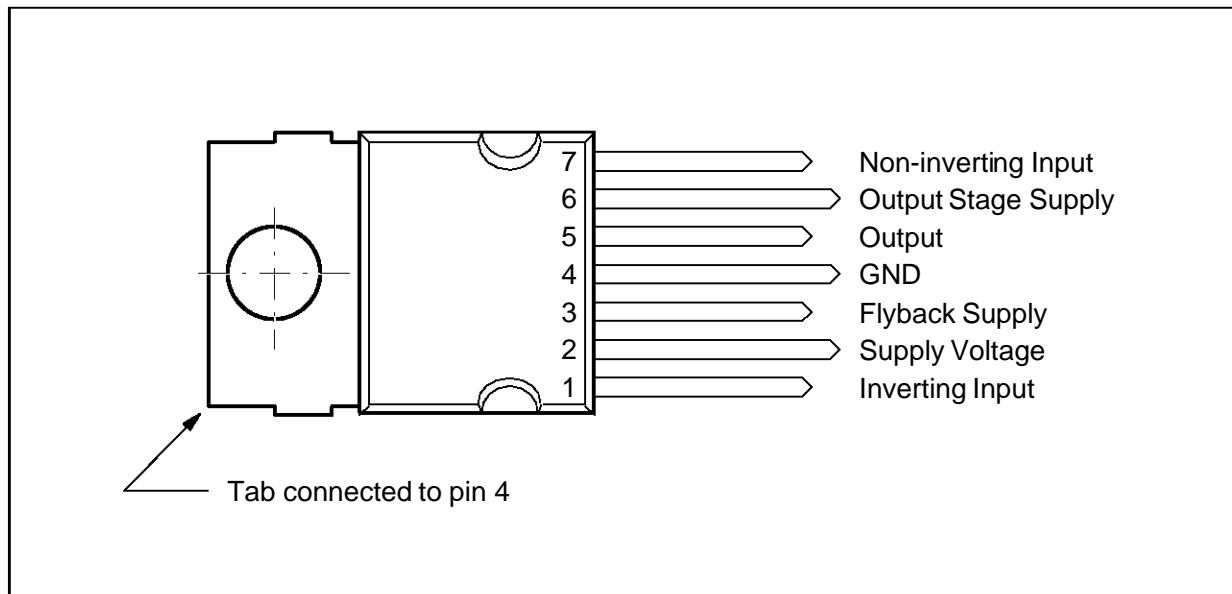 7 Non-inverting Input
6 Output Stage Supply
5 Output
4 GND
3 Flyback Supply
2 Supply Voltage
1 Inverting Input
Tab connected to pin 4